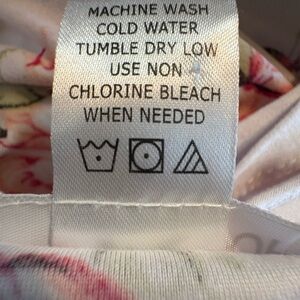 MACHINE WASH
COLD WATER
TUMBLE DRY LOW
USE NON
CHLORINE BLEACH
WHEN NEEDED